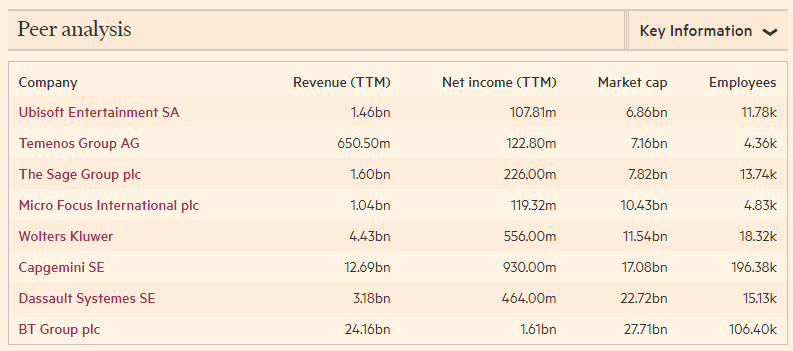 Peer analysis Key Information
Company Revenue (TTM) Net income (TTM) Market cap Employees
Ubisoft Entertainment SA 1.46bn 107.81m 6.86bn 11.78k
Temenos Group AG 650.50m 122.80m 7.16bn 4.36k
The Sage Group plc 1.60bn 226.00m 7.82bn 13.74k
Micro Focus International plc 1.04bn 119.32m 10.43bn 4.83k
Wolters Kluwer 4.43bn 556.00m 11.54bn 18.32k
Capgemini SE 12.69bn 930.00m 17.08bn 196.38k
Dassault Systemes SE 3.18bn 464.00m 22.72bn 15.13k
BT Group plc 24.16bn 1.61bn 27.71bn 106.40k